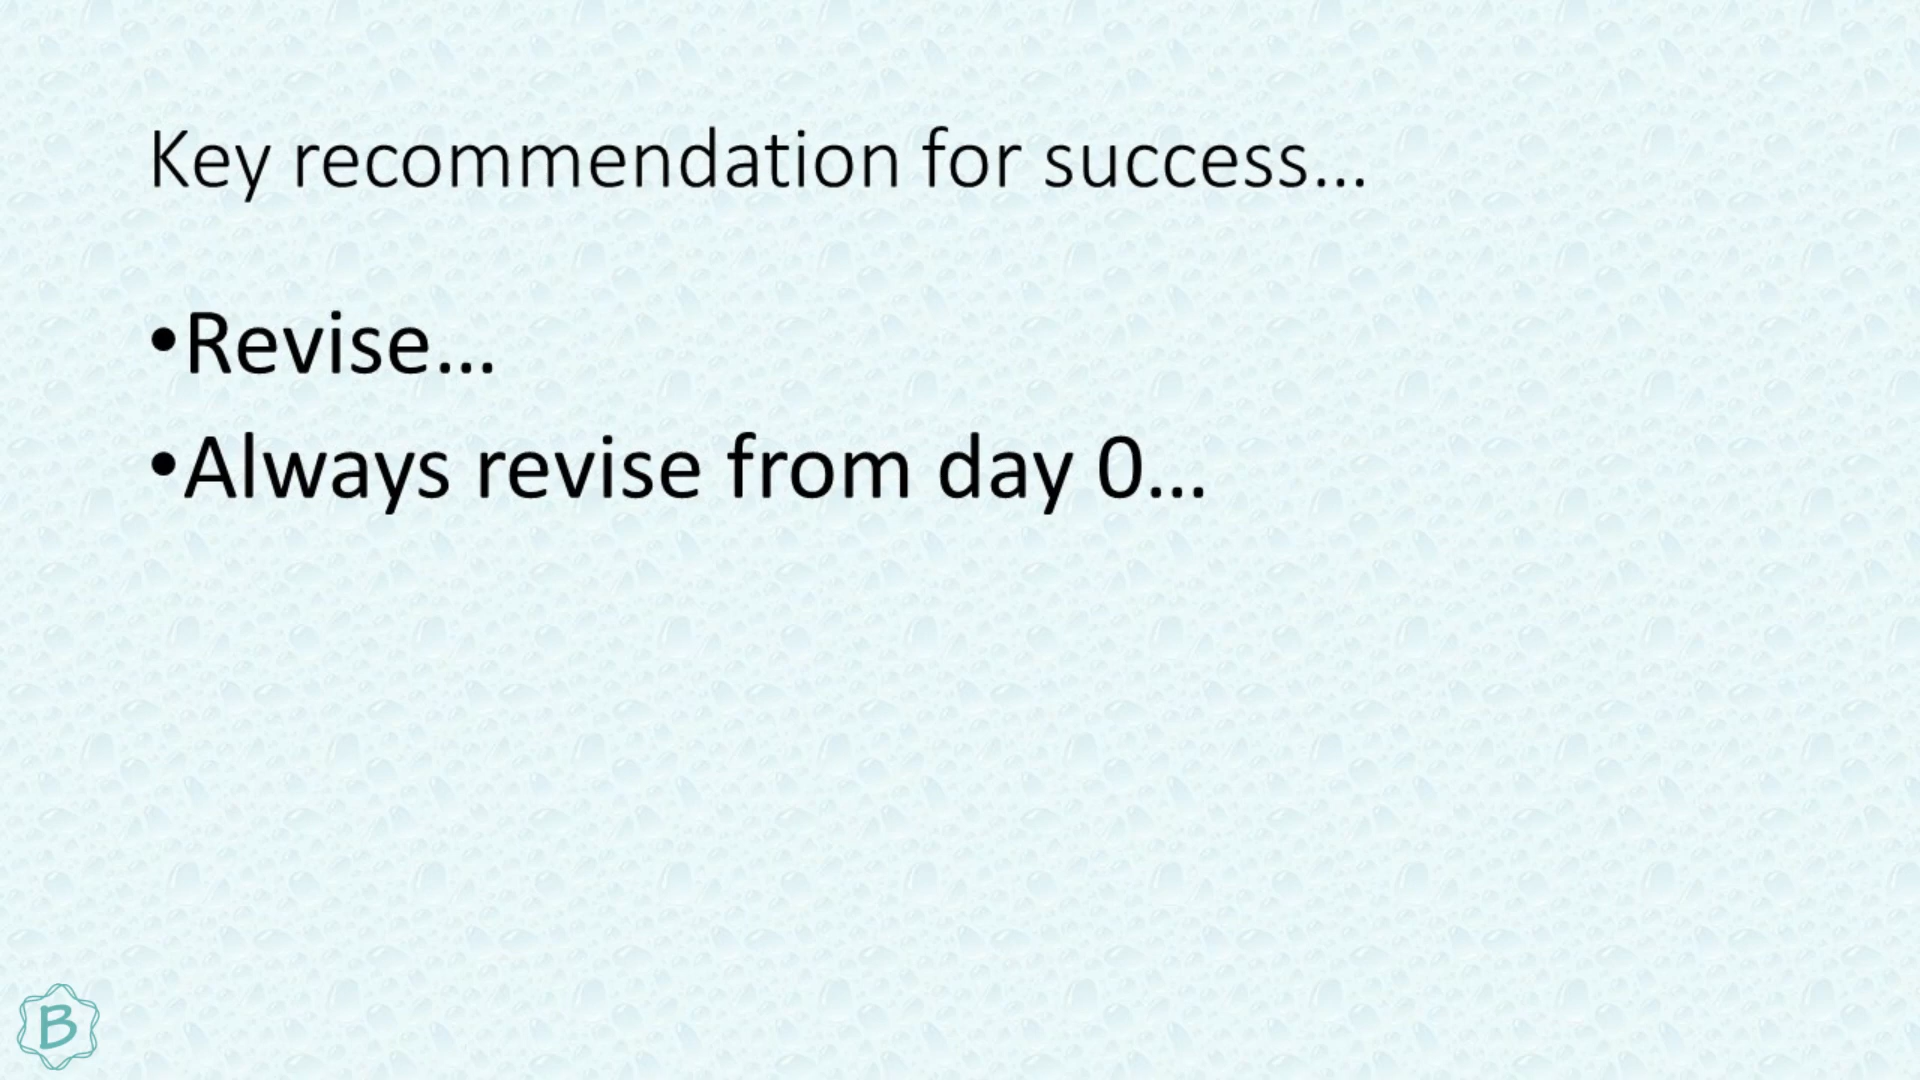 Key recommendation for success...
•Revise...
•Always revise from day 0...
B